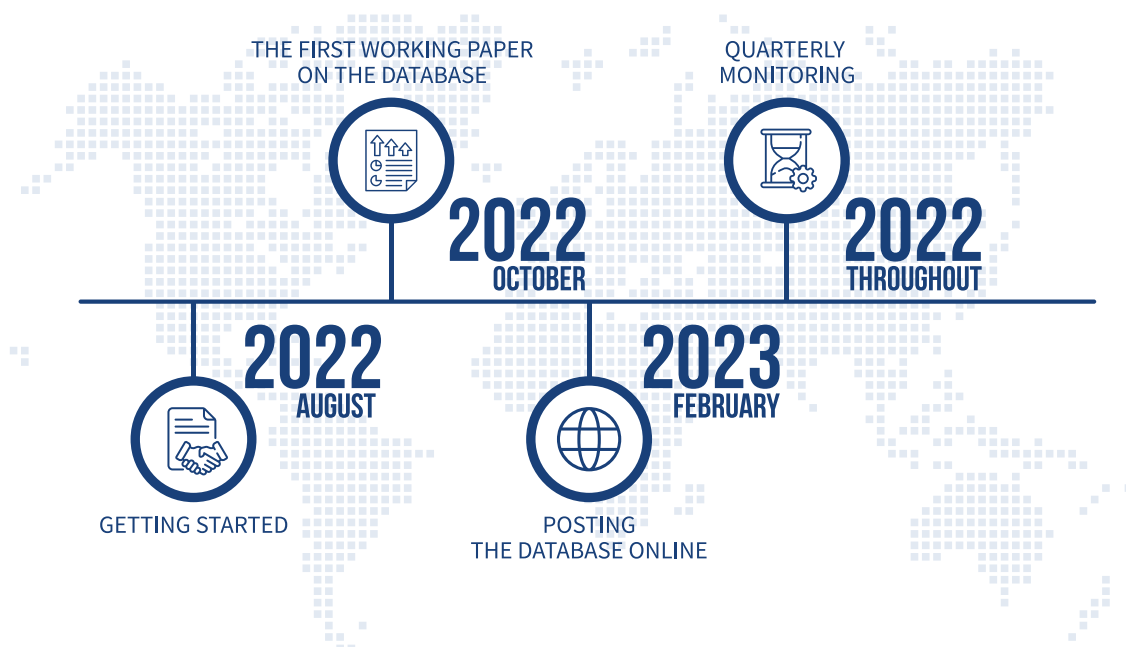 THE FIRST WORKING PAPER
ON THE DATABASE
2022
OCTOBER
QUARTERLY
MONITORING
2022
THROUGHOUT
2022
AUGUST
GETTING STARTED
2023
FEBRUARY
POSTING
THE DATABASE ONLINE